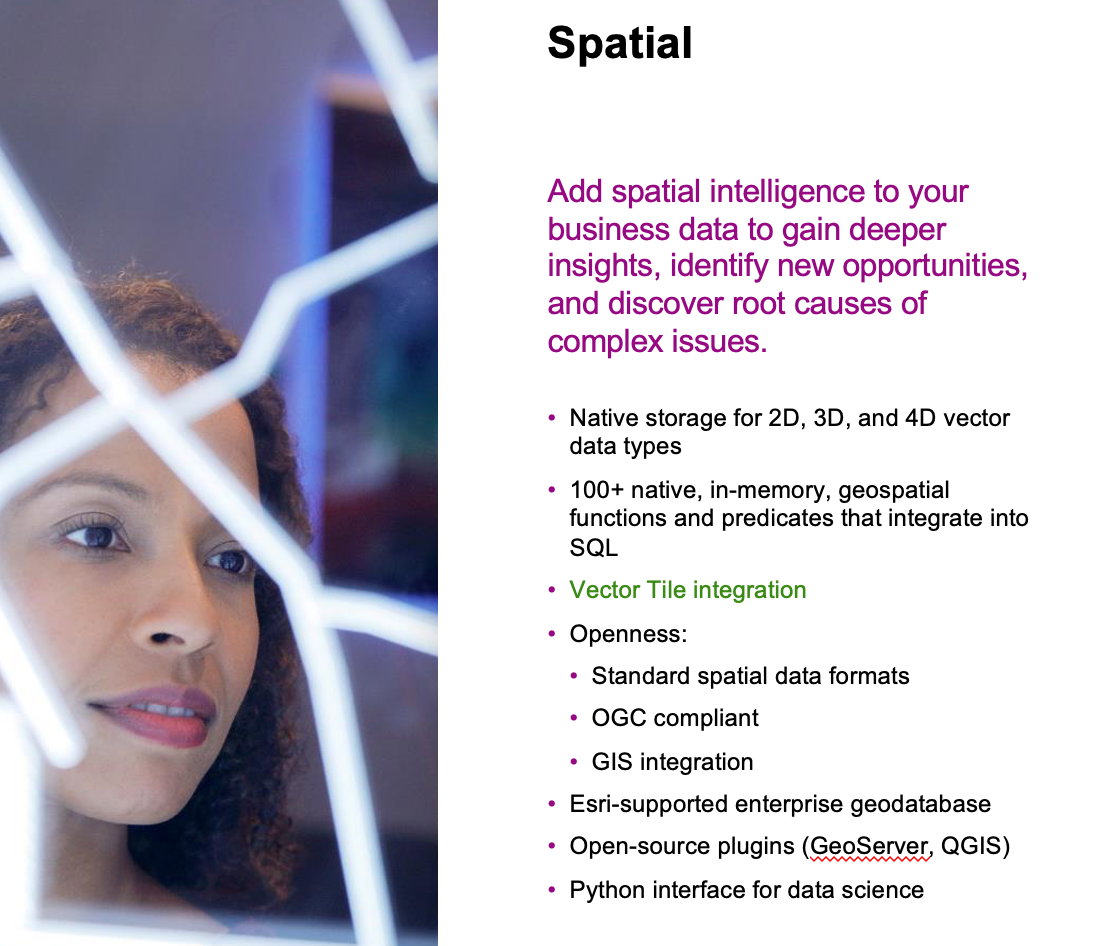 Spatial
Add spatial intelligence to your
business data to gain deeper
insights, identify new opportunities,
and discover root causes of
complex issues.
• Native storage for 2D, 3D, and 4D vector
data types
• 100+ native, in-memory, geospatial
functions and predicates that integrate into
SQL
• Vector Tile integration
• Openness:
• Standard spatial data formats
• OGC compliant
• GIS integration
• Esri-supported enterprise geodatabase
• Open-source plugins (GeoServer, QGIS)
• Python interface for data science